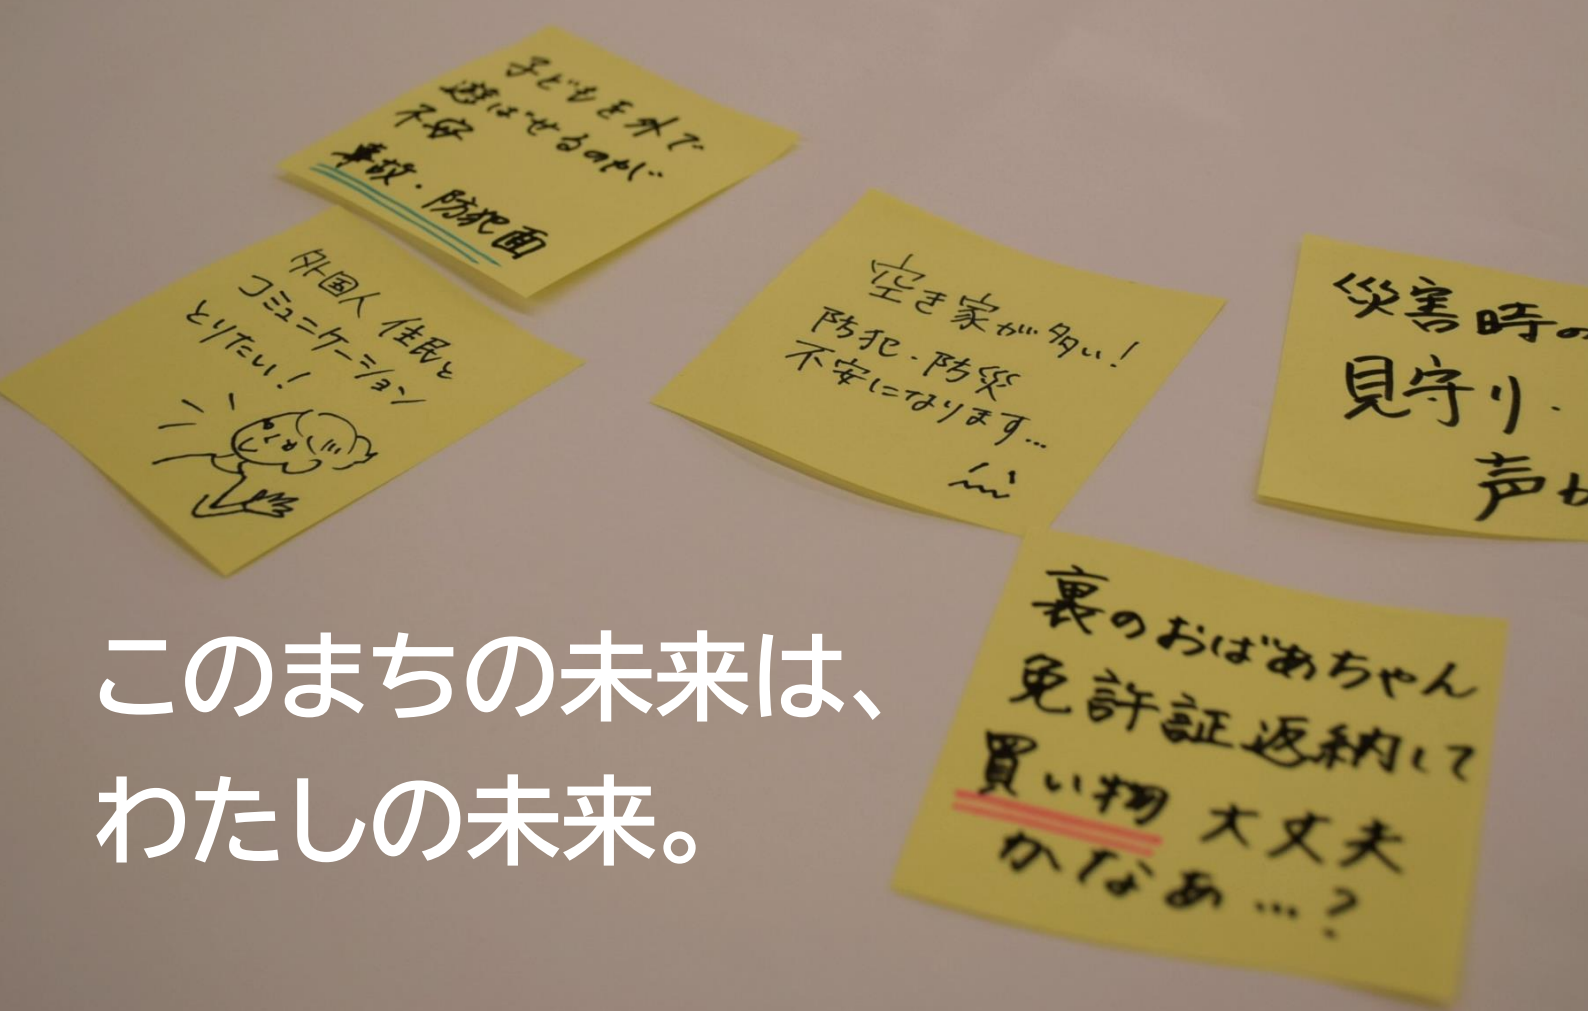 子どもを外で
遊ばせるのが
不安
事故・防犯面
外国人住民と
コミュニケーション
とりたい!
空き家が多い!
防犯・防災
不安になります…
災害時の
見守り・
声か
裏のおばあちゃん
免許証返納して
買い物 大丈夫
かなあ…?
このまちの未来は、
わたしの未来。